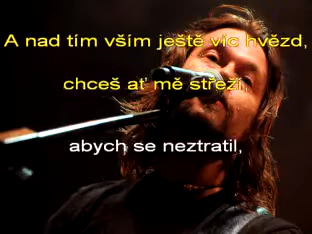 A nad tím vším ještě víc hvězd,
chceš ať mě střeží,
abych se neztratil,